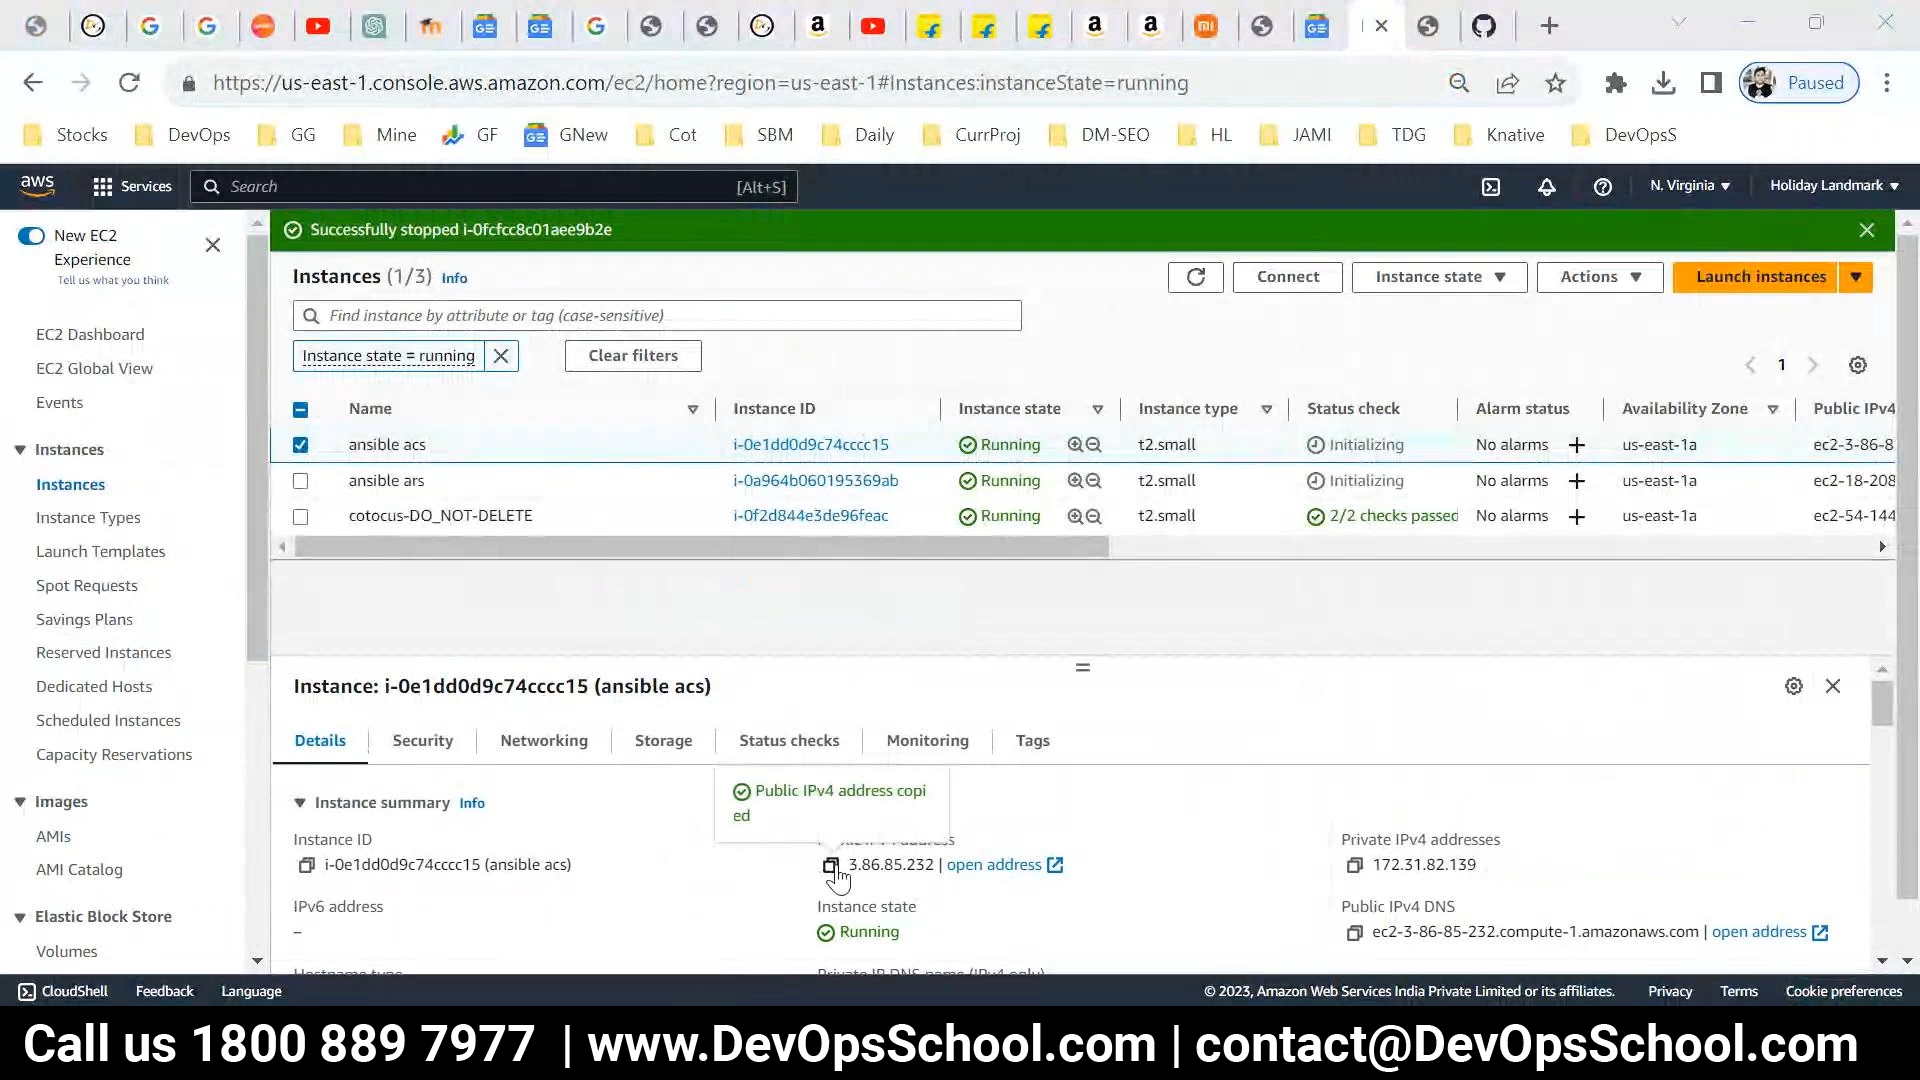 Paused
https://us-east-1.console.aws.amazon.com/ec2/home?region=us-east-1#Instances:instanceState=running
Stocks DevOps GG Mine GF GNew Cot SBM Daily CurrProj DM-SEO HL JAMI TDG Knative DevOpsS
aws Services Search [Alt+S] N. Virginia Holiday Landmark
New EC2 Experience
Tell us what you think
EC2 Dashboard
EC2 Global View
Events
Instances
Instances
Instance Types
Launch Templates
Spot Requests
Savings Plans
Reserved Instances
Dedicated Hosts
Scheduled Instances
Capacity Reservations
Images
AMIs
AMI Catalog
Elastic Block Store
Volumes
Successfully stopped i-0fcfcc8c01aee9b2e
Instances (1/3) Info Connect Instance state Actions Launch instances
Find instance by attribute or tag (case-sensitive)
Instance state = running Clear filters 1
Name Instance ID Instance state Instance type Status check Alarm status Availability Zone Public IPv4
ansible acs i-0e1dd0d9c74cccc15 Running t2.small Initializing No alarms + us-east-1a ec2-3-86-8
ansible ars i-0a964b060195369ab Running t2.small Initializing No alarms + us-east-1a ec2-18-208
cotocus-DO_NOT-DELETE i-0f2d844e3de96feac Running t2.small 2/2 checks passed No alarms + us-east-1a ec2-54-144
Instance: i-0e1dd0d9c74cccc15 (ansible acs)
Details Security Networking Storage Status checks Monitoring Tags
Public IPv4 address copi
ed
Instance summary Info
Instance ID
i-0e1dd0d9c74cccc15 (ansible acs)
3.86.85.232 | open address
Private IPv4 addresses
172.31.82.139
IPv6 address
–
Instance state
Running
Public IPv4 DNS
ec2-3-86-85-232.compute-1.amazonaws.com | open address
CloudShell Feedback Language © 2023, Amazon Web Services India Private Limited or its affiliates. Privacy Terms Cookie preferences
Call us 1800 889 7977 | www.DevOpsSchool.com | contact@DevOpsSchool.com